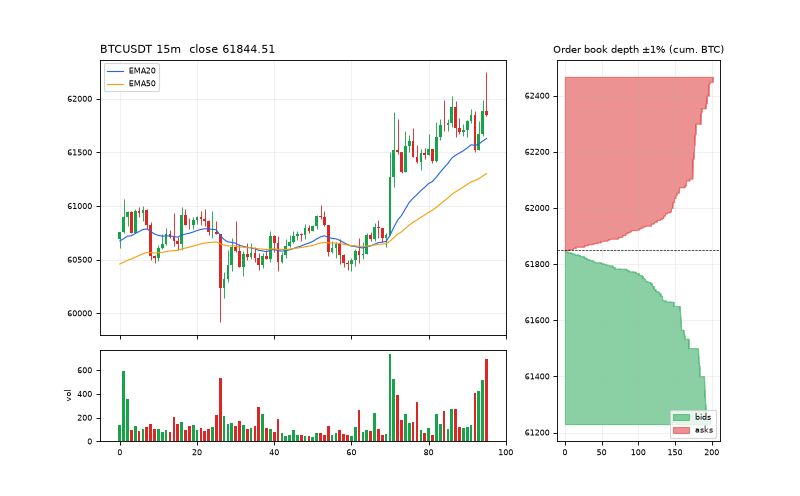 BTCUSDT 15m  close 61844.51
EMA20
EMA50
62000
61500
61000
60500
60000
vol
600
400
200
0
0 20 40 60 80 100
Order book depth ±1% (cum. BTC)
62400
62200
62000
61800
61600
61400
61200
bids
asks
0 50 100 150 200